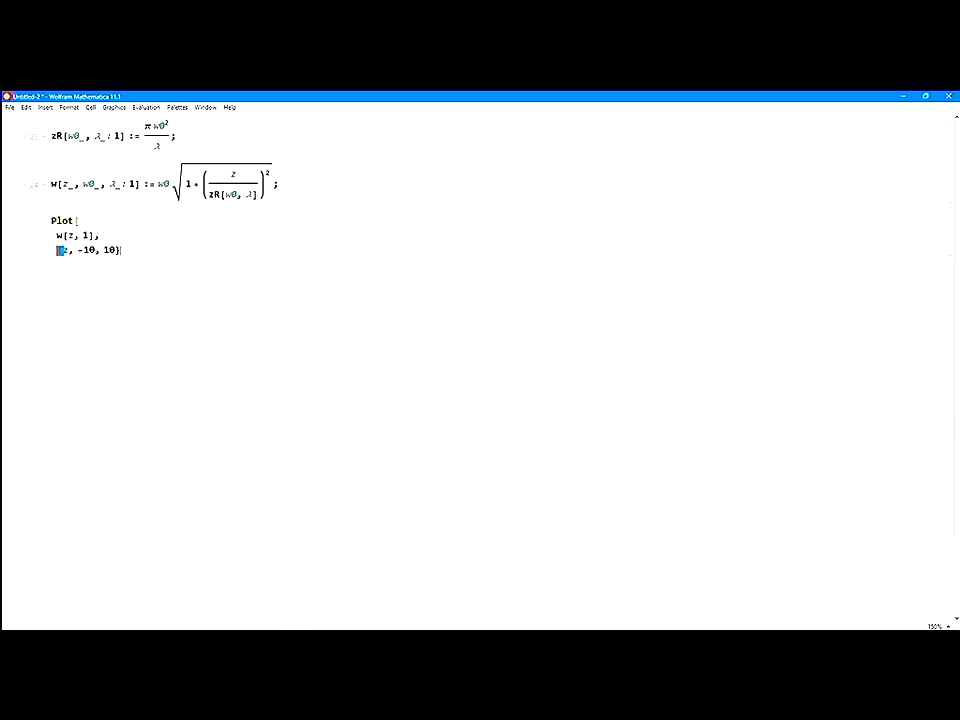 Untitled-2 * - Wolfram Mathematica 11.1
File Edit Insert Format Cell Graphics Evaluation Palettes Window Help
zR[w0_, λ_: 1] := π w0² / λ ;
w[z_, w0_, λ_: 1] := w0 √(1 + (z / zR[w0, λ])²) ;
Plot[
w[z, 1],
{z, -10, 10}
150%